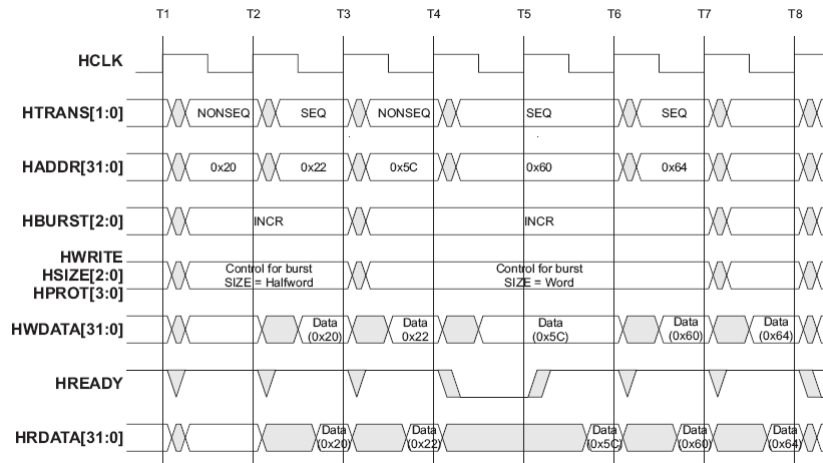 T1 T2 T3 T4 T5 T6 T7 T8
HCLK
HTRANS[1:0] NONSEQ SEQ NONSEQ SEQ SEQ
HADDR[31:0] 0x20 0x22 0x5C 0x60 0x64
HBURST[2:0] INCR INCR
HWRITE
HSIZE[2:0]
HPROT[3:0]
Control for burst
SIZE = Halfword
Control for burst
SIZE = Word
HWDATA[31:0]
Data
(0x20)
Data
0x22
Data
(0x5C)
Data
(0x60)
Data
(0x64)
HREADY
HRDATA[31:0]
Data
(0x20)
Data
(0x22)
Data
(0x5C)
Data
(0x60)
Data
(0x64)